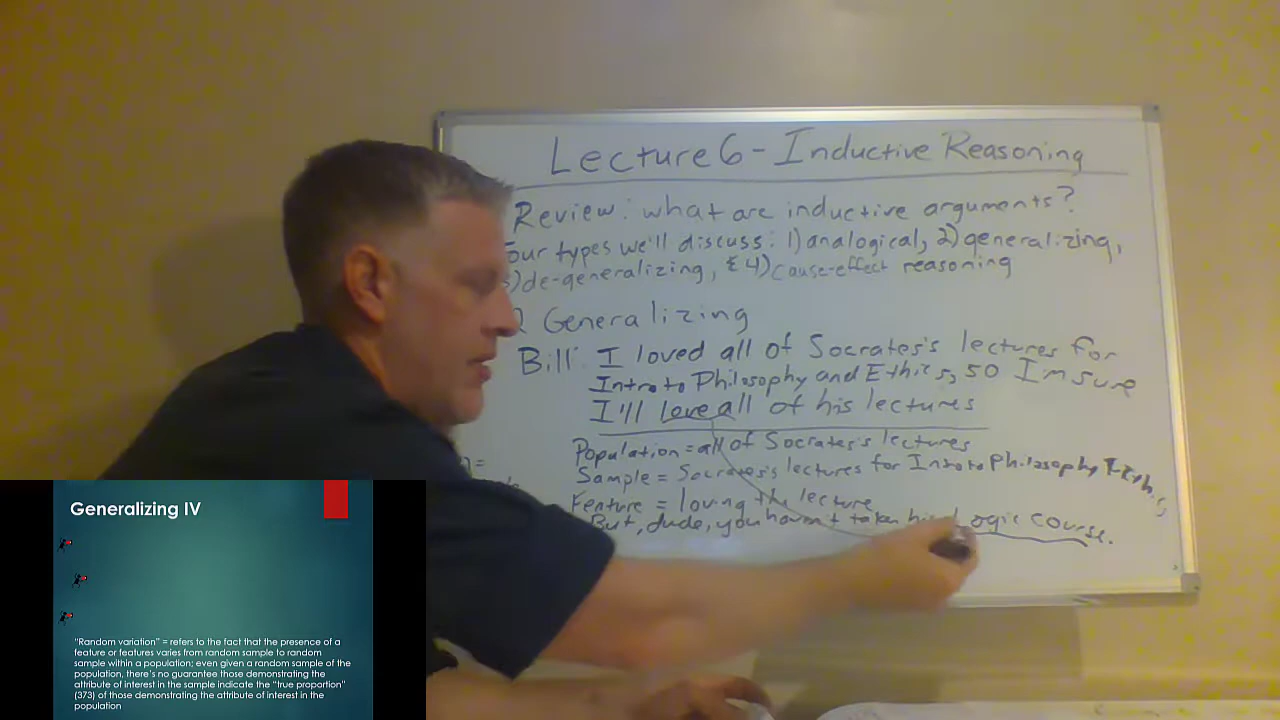 Lecture 6 - Inductive Reasoning
Review: what are inductive arguments?
our types we'll discuss: 1) analogical, 2) generalizing,
) de-generalizing, & 4) cause-effect reasoning
Generalizing
Bill: I loved all of Socrates's lectures for
Intro to Philosophy and Ethics, so I'm sure
I'll love all of his lectures
Population = all of Socrates's lectures
Sample = Socrates's lectures for Intro to Philosophy & Ethics
Feature = loving the lecture
But, dude, you haven't taken his Logic course.
Generalizing IV
"Random variation" = refers to the fact that the presence of a
feature or features varies from random sample to random
sample within a population; even given a random sample of the
population, there's no guarantee those demonstrating the
attribute of interest in the sample indicate the "true proportion"
(373) of those demonstrating the attribute of interest in the
population